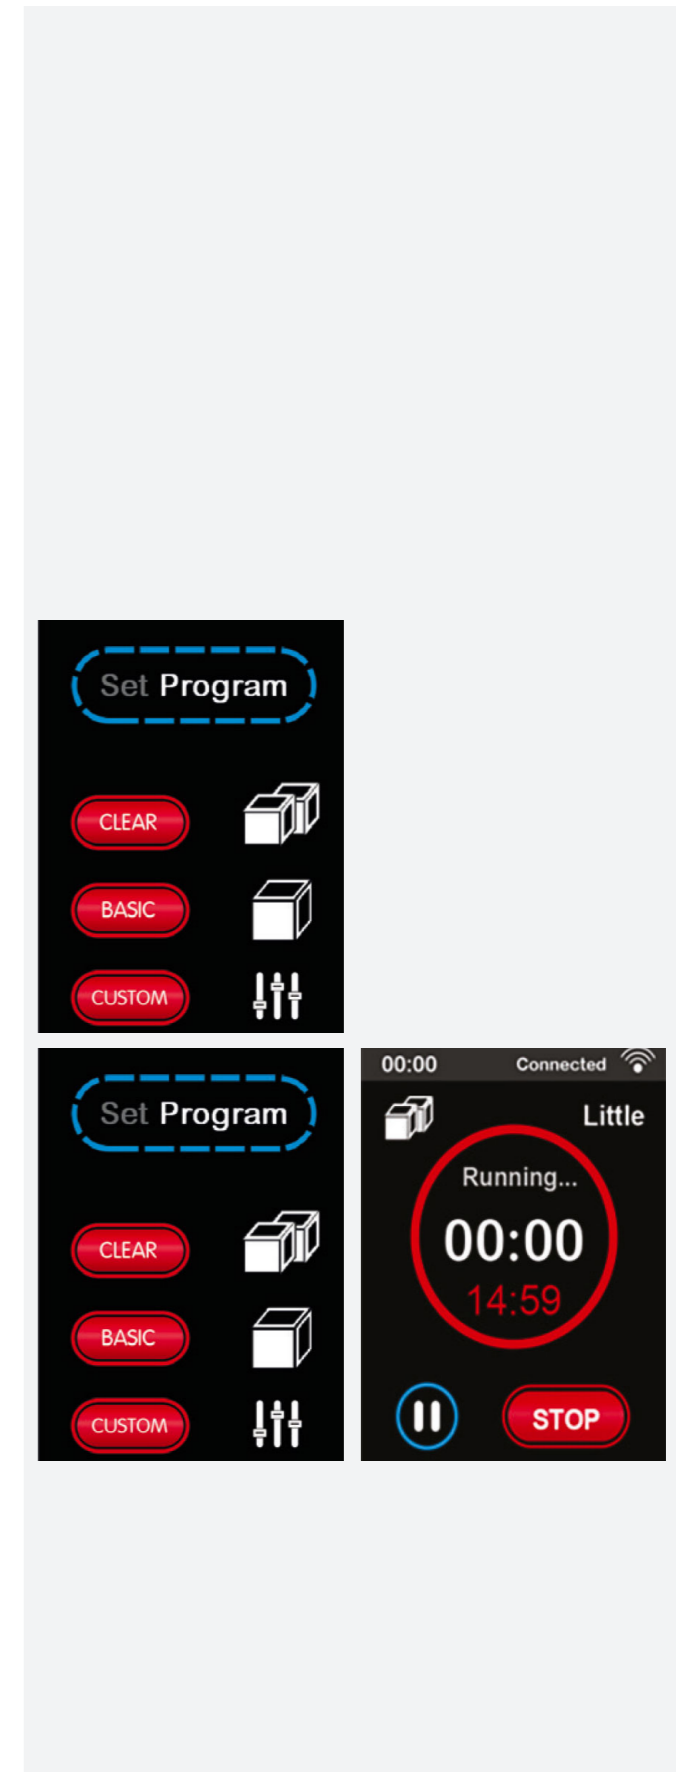 Set Program
CLEAR
BASIC
CUSTOM
Set Program
CLEAR
BASIC
CUSTOM
00:00 Connected
Little
Running...
00:00
14:59
STOP